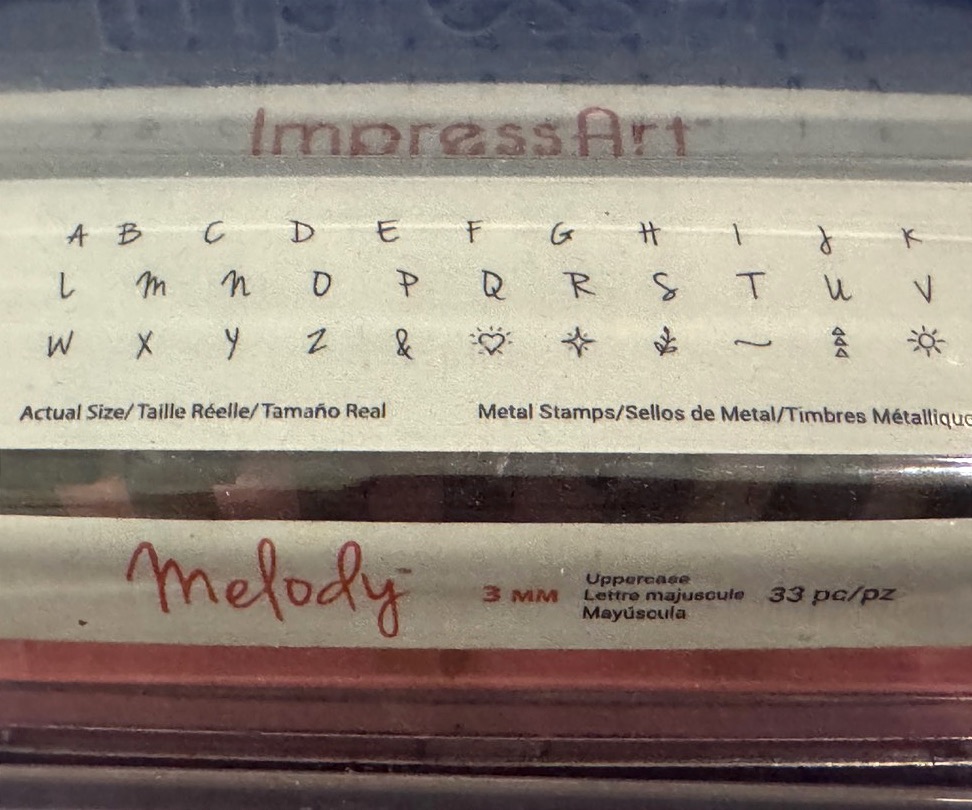 ImpressArt
A B C D E F G H I J K
L M N O P Q R S T U V
W X Y Z &
Actual Size/ Taille Réelle/ Tamaño Real
Metal Stamps/Sellos de Metal/Timbres Métallique
Melody
3 MM
Uppercase
Lettre majuscule
Mayúscula
33 pc/pz